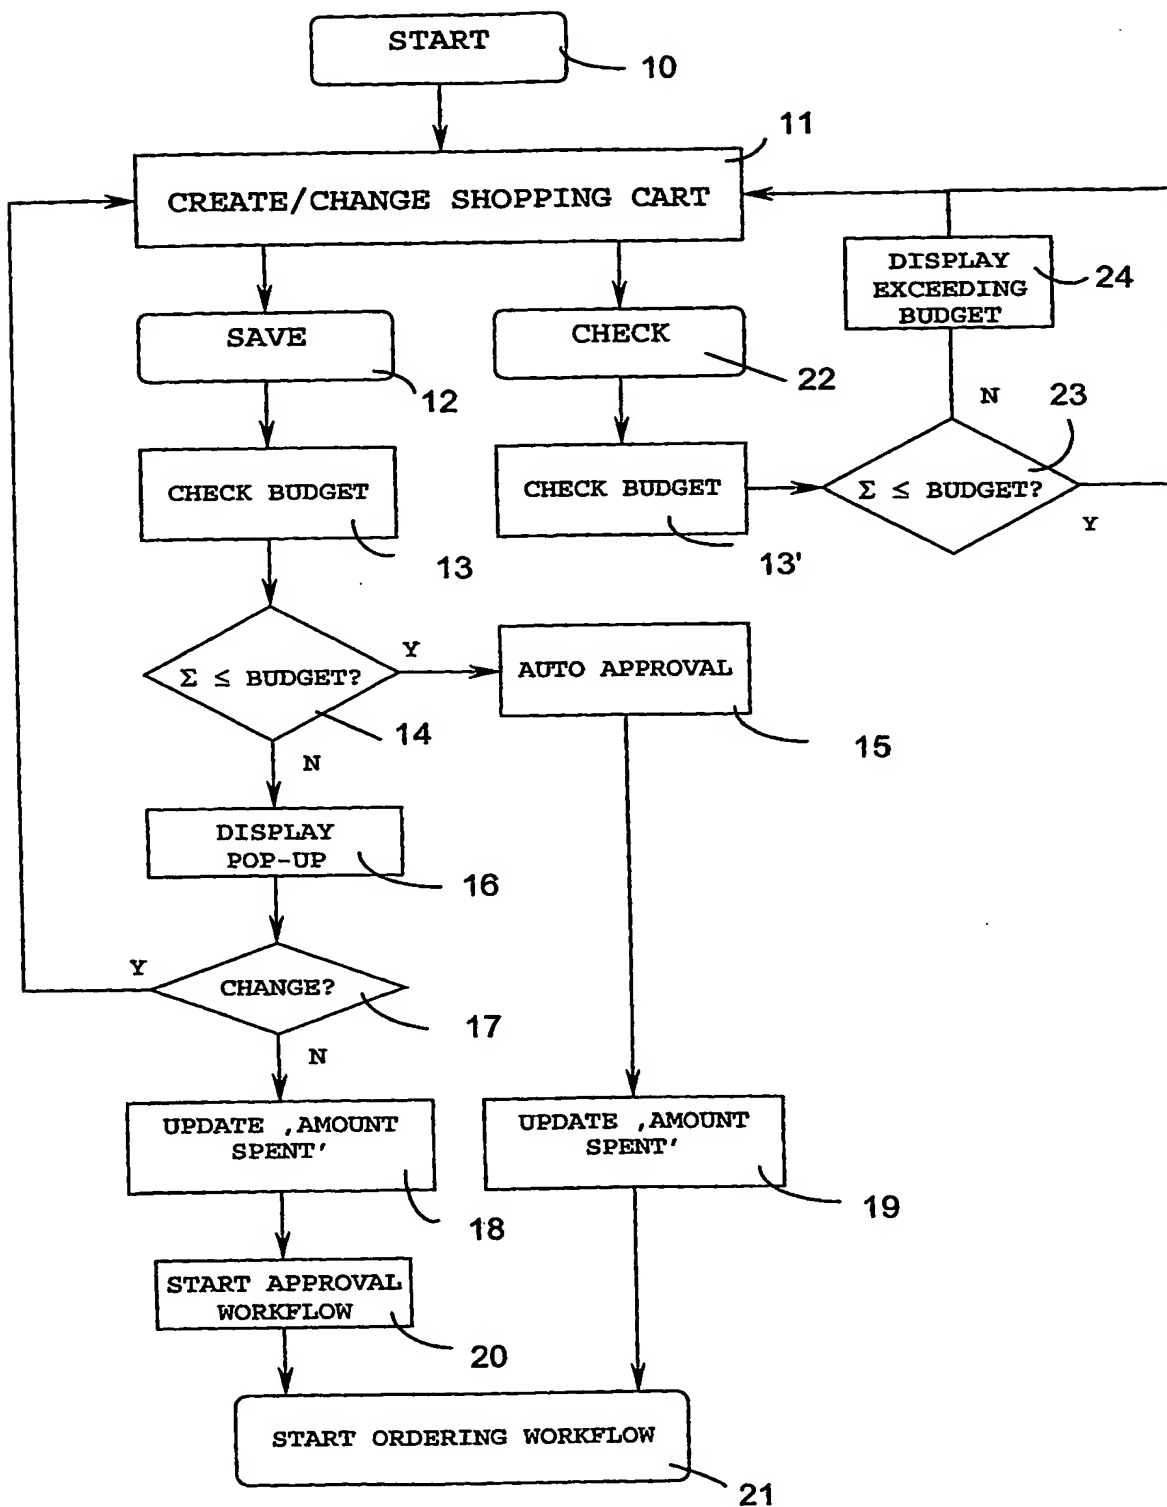 START
10
11
CREATE/CHANGE SHOPPING CART
DISPLAY
EXCEEDING
BUDGET
24
SAVE
12
CHECK
22
N
23
CHECK BUDGET
13
CHECK BUDGET
13'
Σ ≤ BUDGET?
Y
Σ ≤ BUDGET?
14
Y
AUTO APPROVAL
15
N
DISPLAY
POP-UP
16
Y
CHANGE?
17
N
UPDATE ,AMOUNT
SPENT'
18
UPDATE ,AMOUNT
SPENT'
19
START APPROVAL
WORKFLOW
20
START ORDERING WORKFLOW
21